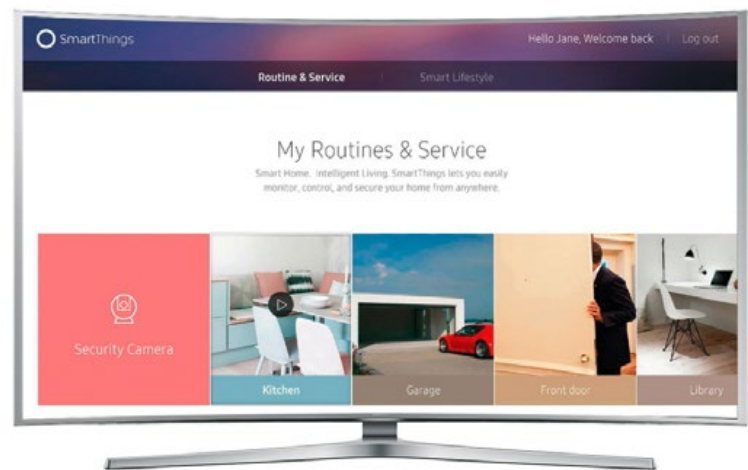 SmartThings
Hello Jane, Welcome back
Log out
Routine & Service
Smart Lifestyle
My Routines & Service
Smart Home. Intelligent Living. SmartThings lets you easily
monitor, control, and secure your home from anywhere.
Security Camera
Kitchen
Garage
Front door
Library